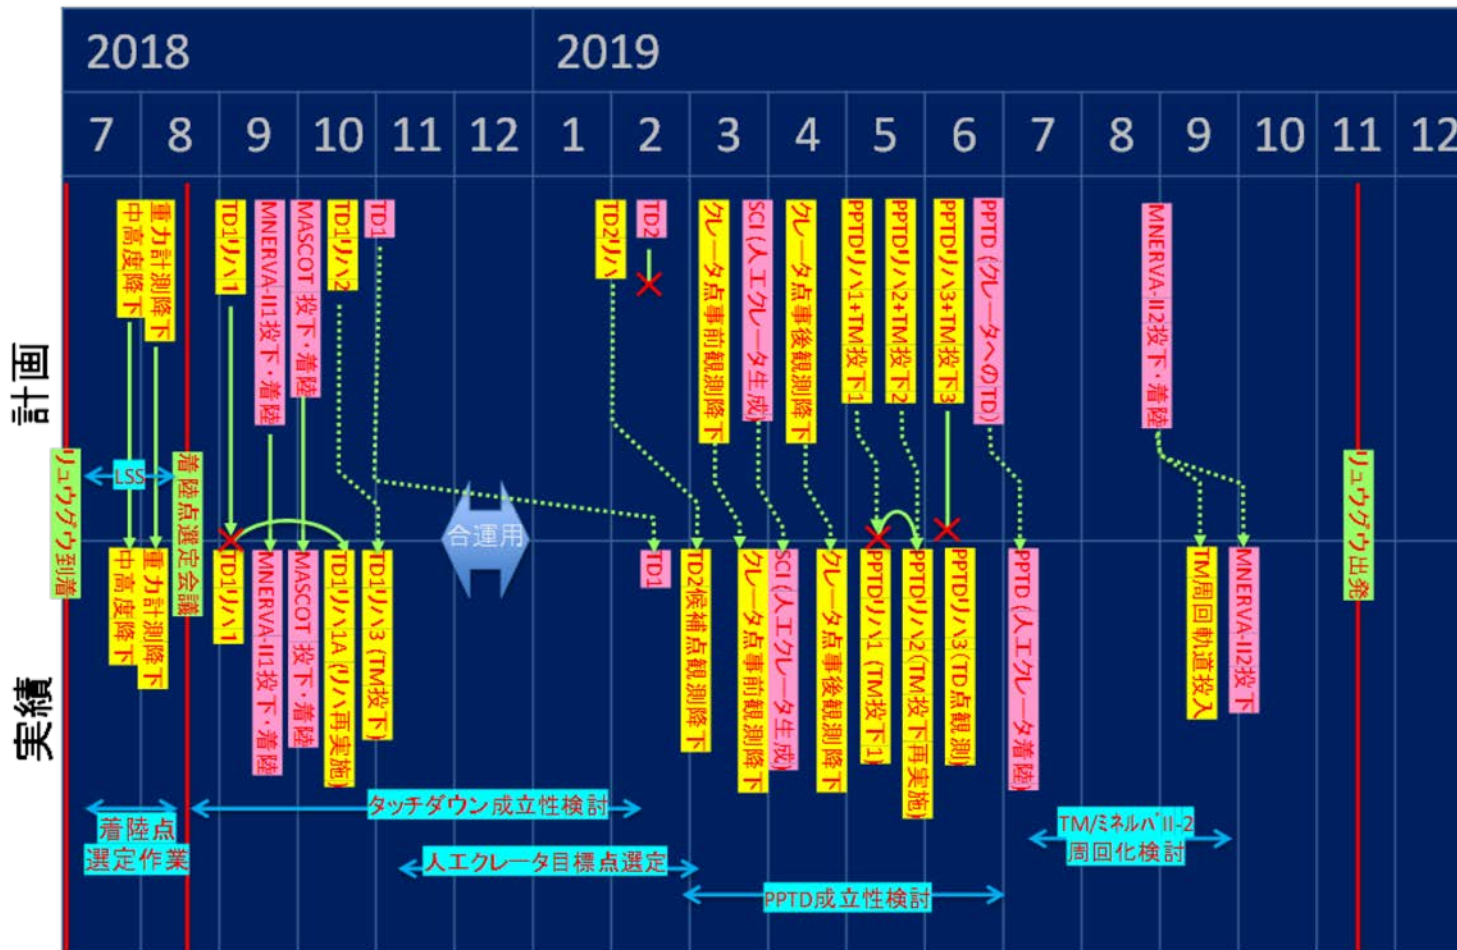 2018
2019
7
8
9
10
11
12
1
2
3
4
5
6
7
8
9
10
11
12
計画
中高度降下
重力計測降下
TD1リハ1
MNERVA-II1投下・着陸
MASCOT 投下・着陸
TD1リハ2
TD1
TD2リハ
TD2
クレータ点事前観測降下
SCI (人工クレータ生成)
クレータ点事後観測降下
PPTDリハ1+TM投下1
PPTDリハ2+TM投下2
PPTDリハ3+TM投下3
PPTD (クレータへのTD)
MNERVA-II2投下・着陸
リュウグウ到着
LSS
着陸点選定会議
合運用
リュウグウ出発
実績
中高度降下
重力計測降下
TD1リハ1
MNERVA-II1投下・着陸
MASCOT 投下・着陸
TD1リハ1A (リハ再実施)
TD1リハ3 (TM投下)
TD1
TD2候補点観測降下
クレータ点事前観測降下
SCI (人工クレータ生成)
クレータ点事後観測降下
PPTDリハ1 (TM投下1)
PPTDリハ2 (TM投下再実施)
PPTDリハ3 (TD点観測)
PPTD (人工クレータ着陸)
TM周回軌道投入
MNERVA-II2投下
着陸点
選定作業
タッチダウン成立性検討
人工クレータ目標点選定
PPTD成立性検討
TM/ミネルバII-2
周回化検討